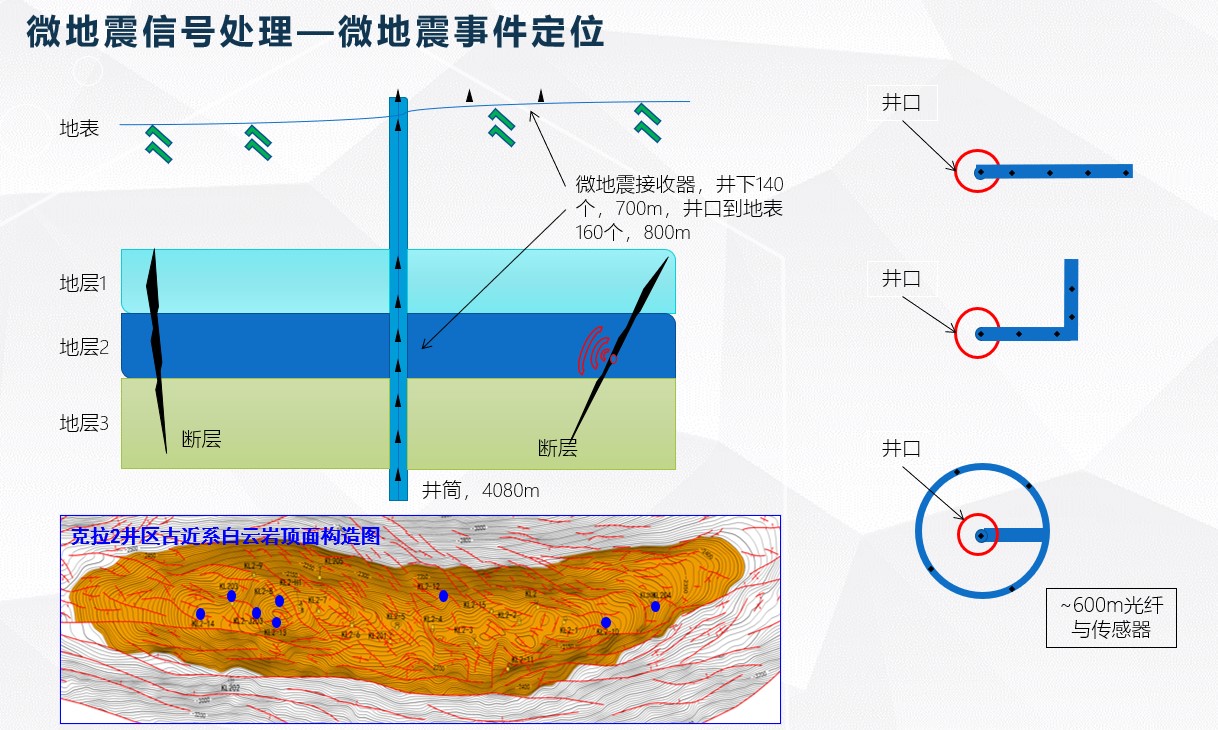 微地震信号处理—微地震事件定位
地表
微地震接收器，井下140
个，700m，井口到地表
160个，800m
地层1
地层2
地层3
断层
断层
井筒，4080m
井口
井口
井口
~600m光纤
与传感器
克拉2井区古近系白云岩顶面构造图
KL2-9
KL205
KL203
KL2-8
KL2-7
KL2-12
KL2
KL204
KL2-14
KL2-13
KL2-5
KL2-4
KL2-15
KL2-2
KL2-6
KL201
KL2-3
KL2-1
KL2-10
KL2-11
KL202